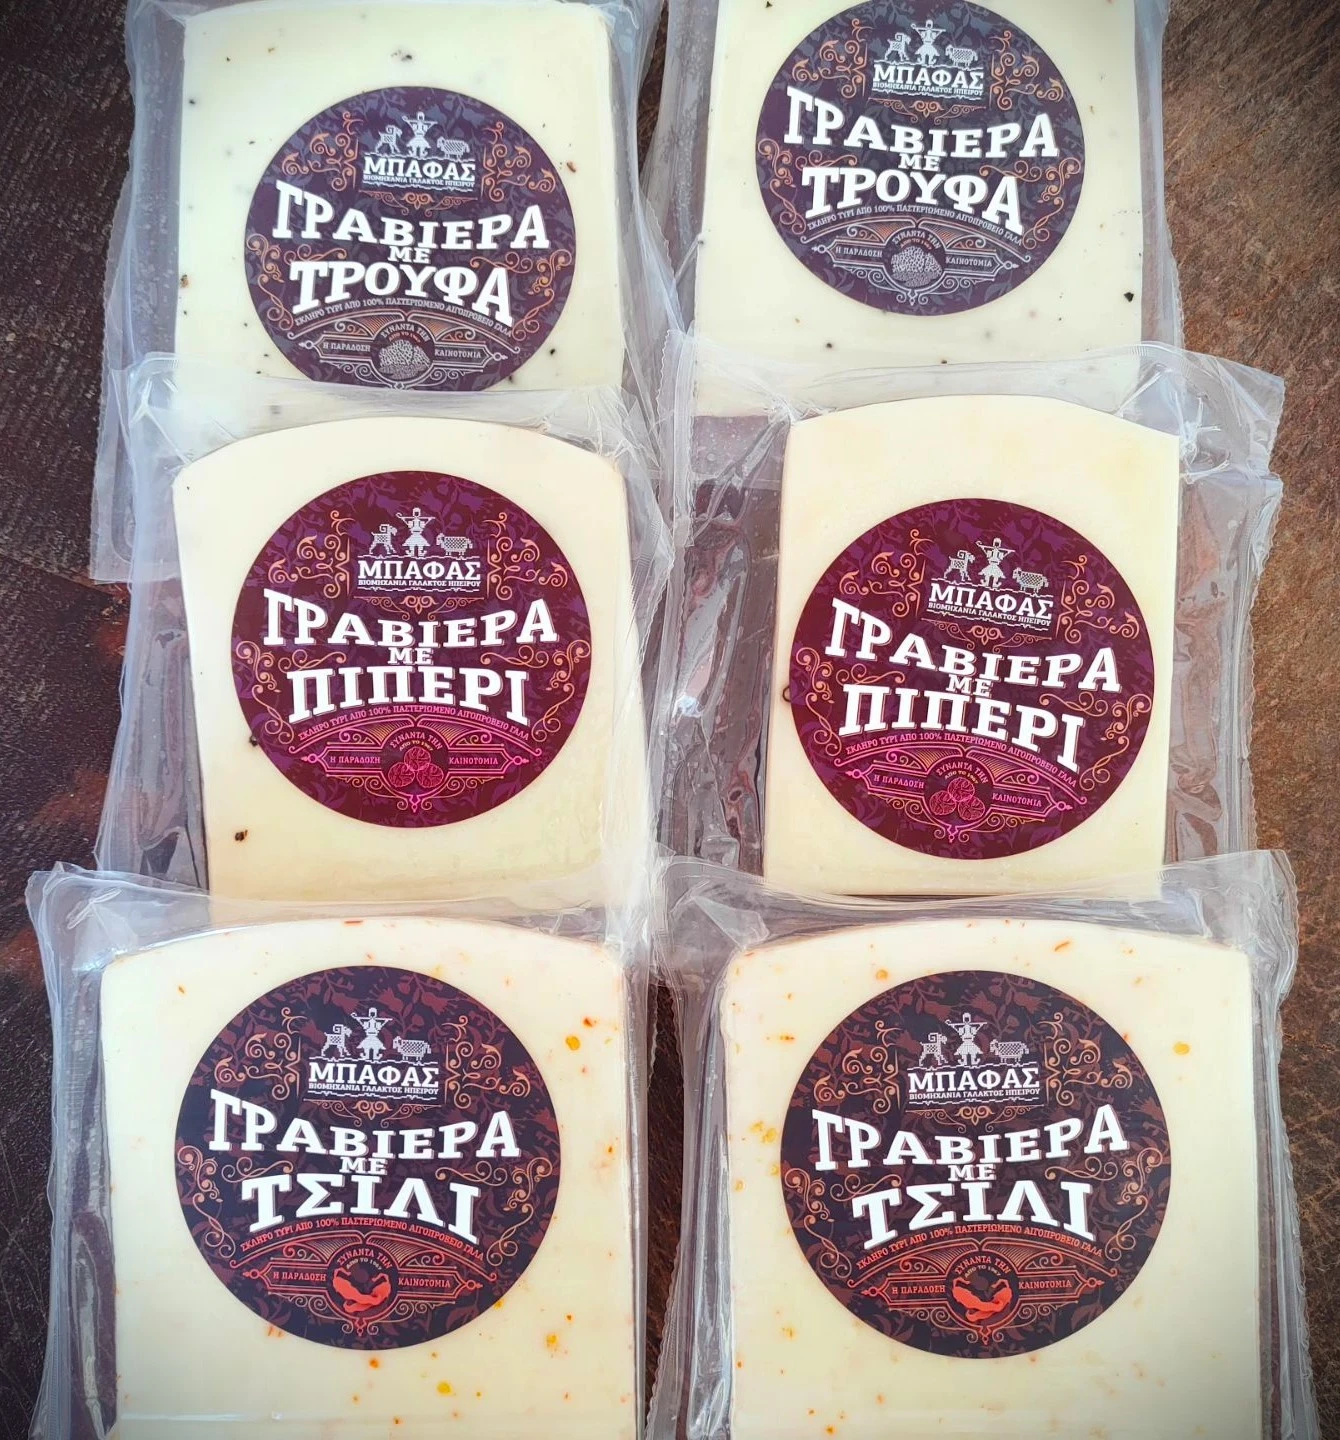 ΜΠΑΦΑΣ
ΒΙΟΜΗΧΑΝΙΑ ΓΑΛΑΚΤΟΣ ΗΠΕΙΡΟΥ
ΓΡΑΒΙΕΡΑ
ΜΕ
ΤΡΟΥΦΑ
ΣΚΛΗΡΟ ΤΥΡΙ ΑΠΟ 100% ΠΑΣΤΕΡΙΩΜΕΝΟ ΑΙΓΟΠΡΟΒΕΙΟ ΓΑΛΑ
Η ΠΑΡΑΔΟΣΗ ΣΥΝΑΝΤΑ ΤΗΝ ΚΑΙΝΟΤΟΜΙΑ
ΜΠΑΦΑΣ
ΒΙΟΜΗΧΑΝΙΑ ΓΑΛΑΚΤΟΣ ΗΠΕΙΡΟΥ
ΓΡΑΒΙΕΡΑ
ΜΕ
ΤΡΟΥΦΑ
ΣΚΛΗΡΟ ΤΥΡΙ ΑΠΟ 100% ΠΑΣΤΕΡΙΩΜΕΝΟ ΑΙΓΟΠΡΟΒΕΙΟ ΓΑΛΑ
Η ΠΑΡΑΔΟΣΗ ΣΥΝΑΝΤΑ ΤΗΝ ΚΑΙΝΟΤΟΜΙΑ
ΜΠΑΦΑΣ
ΒΙΟΜΗΧΑΝΙΑ ΓΑΛΑΚΤΟΣ ΗΠΕΙΡΟΥ
ΓΡΑΒΙΕΡΑ
ΜΕ
ΠΙΠΕΡΙ
ΣΚΛΗΡΟ ΤΥΡΙ ΑΠΟ 100% ΠΑΣΤΕΡΙΩΜΕΝΟ ΑΙΓΟΠΡΟΒΕΙΟ ΓΑΛΑ
Η ΠΑΡΑΔΟΣΗ ΣΥΝΑΝΤΑ ΤΗΝ ΚΑΙΝΟΤΟΜΙΑ
ΜΠΑΦΑΣ
ΒΙΟΜΗΧΑΝΙΑ ΓΑΛΑΚΤΟΣ ΗΠΕΙΡΟΥ
ΓΡΑΒΙΕΡΑ
ΜΕ
ΠΙΠΕΡΙ
ΣΚΛΗΡΟ ΤΥΡΙ ΑΠΟ 100% ΠΑΣΤΕΡΙΩΜΕΝΟ ΑΙΓΟΠΡΟΒΕΙΟ ΓΑΛΑ
Η ΠΑΡΑΔΟΣΗ ΣΥΝΑΝΤΑ ΤΗΝ ΚΑΙΝΟΤΟΜΙΑ
ΜΠΑΦΑΣ
ΒΙΟΜΗΧΑΝΙΑ ΓΑΛΑΚΤΟΣ ΗΠΕΙΡΟΥ
ΓΡΑΒΙΕΡΑ
ΜΕ
ΤΣΙΛΙ
ΣΚΛΗΡΟ ΤΥΡΙ ΑΠΟ 100% ΠΑΣΤΕΡΙΩΜΕΝΟ ΑΙΓΟΠΡΟΒΕΙΟ ΓΑΛΑ
Η ΠΑΡΑΔΟΣΗ ΣΥΝΑΝΤΑ ΤΗΝ ΚΑΙΝΟΤΟΜΙΑ
ΜΠΑΦΑΣ
ΒΙΟΜΗΧΑΝΙΑ ΓΑΛΑΚΤΟΣ ΗΠΕΙΡΟΥ
ΓΡΑΒΙΕΡΑ
ΜΕ
ΤΣΙΛΙ
ΣΚΛΗΡΟ ΤΥΡΙ ΑΠΟ 100% ΠΑΣΤΕΡΙΩΜΕΝΟ ΑΙΓΟΠΡΟΒΕΙΟ ΓΑΛΑ
Η ΠΑΡΑΔΟΣΗ ΣΥΝΑΝΤΑ ΤΗΝ ΚΑΙΝΟΤΟΜΙΑ